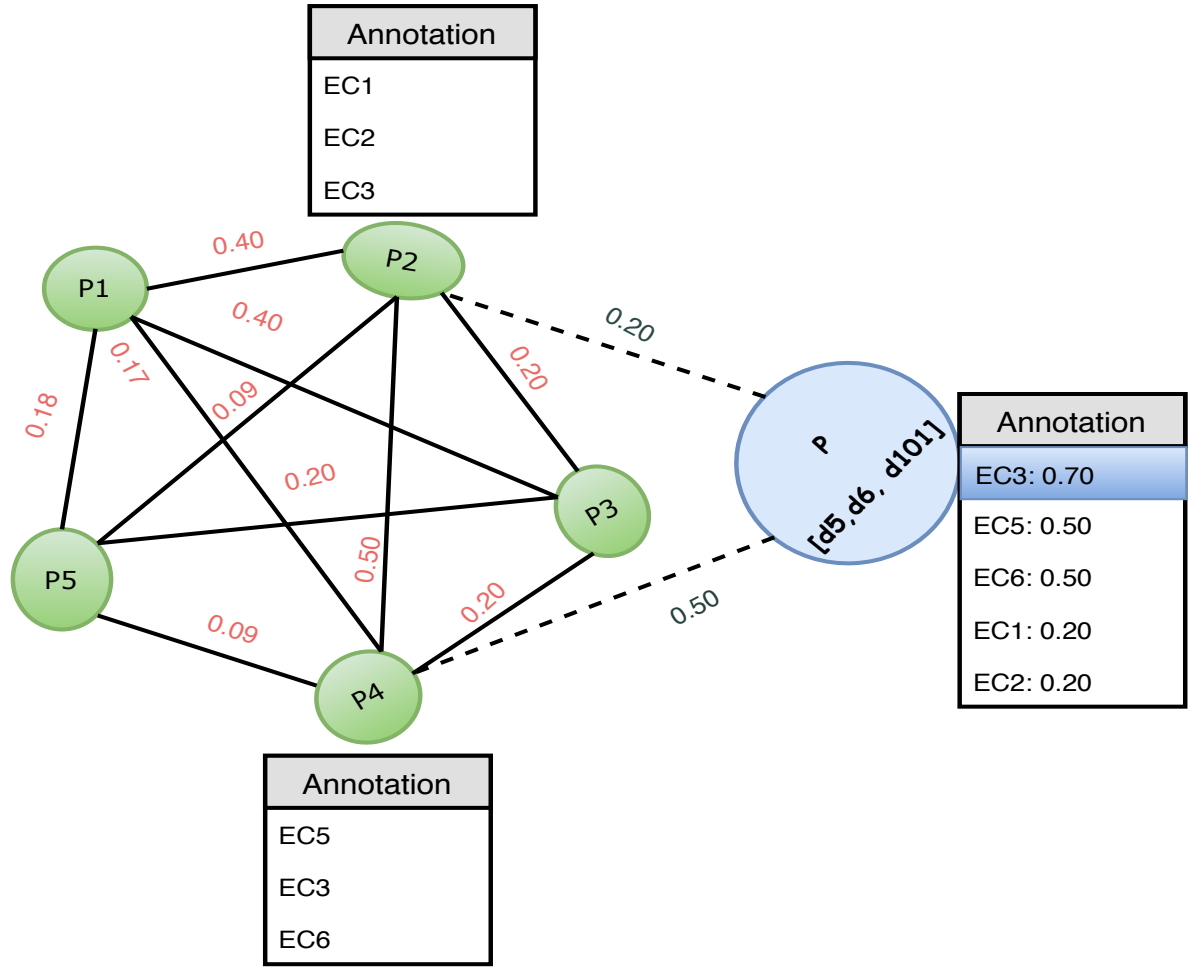 Annotation
EC1
EC2
EC3
P1
0.40
P2
0.40
0.20
0.20
0.17
0.09
0.18
0.20
P3
0.50
0.20
P5
0.09
P4
0.50
P
[d5,d6, d101]
Annotation
EC3: 0.70
EC5: 0.50
EC6: 0.50
EC1: 0.20
EC2: 0.20
Annotation
EC5
EC3
EC6